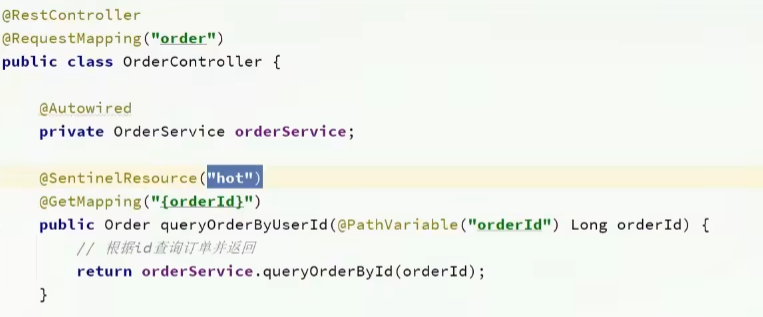 @RestController
@RequestMapping("order")
public class OrderController {
@Autowired
private OrderService orderService;
@SentinelResource("hot")
@GetMapping("{orderId}")
public Order queryOrderByUserId(@PathVariable("orderId") Long orderId) {
// 根据id查询订单并返回
return orderService.queryOrderById(orderId);
}